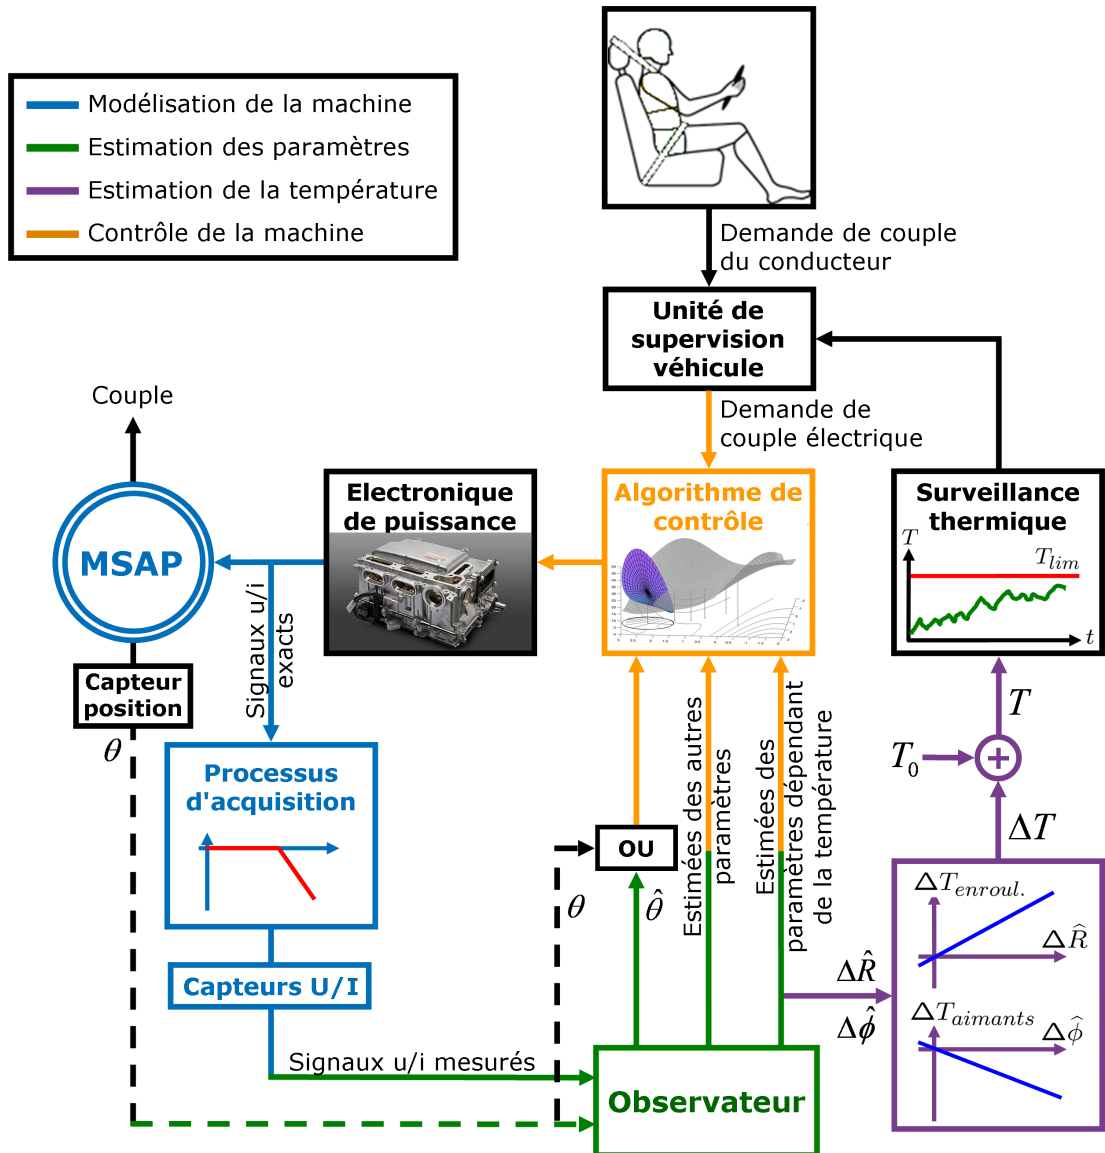 Modélisation de la machine
Estimation des paramètres
Estimation de la température
Contrôle de la machine
Demande de couple
du conducteur
Unité de
supervision
véhicule
Demande de
couple électrique
Couple
MSAP
Electronique
de puissance
Algorithme de
contrôle
Surveillance
thermique
T
T_lim
t
Signaux u/i
exacts
Capteur
position
θ
Processus
d'acquisition
Capteurs U/I
Signaux u/i mesurés
OU
θ
θ̂
Estimées des autres
paramètres
Estimées des
paramètres dépendant
de la température
T
T₀
+
ΔT
ΔT_enroul.
ΔR̂
ΔT_aimants
Δϕ̂
ΔR̂
Δϕ̂
Observateur